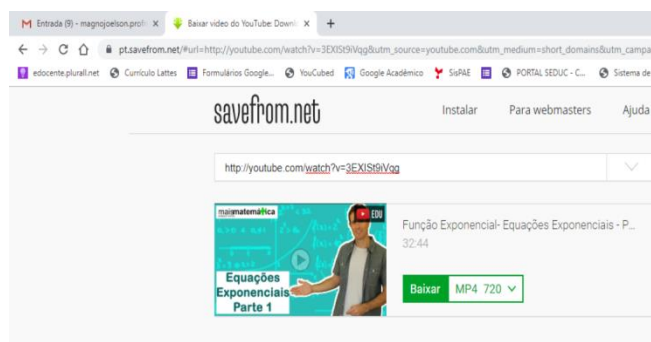 Entrada (9) - magnojoelson.profi
Baixar video do YouTube: Downl
pt.savefrom.net/#url=http://youtube.com/watch?v=3EXISt9iVqg&utm_source=youtube.com&utm_medium=short_domains&utm_campa
edocente.plurall.net Currículo Lattes Formulários Google... YouCubed Google Acadêmico SisPAE PORTAL SEDUC - C... Sistema de
savefrom.net Instalar Para webmasters Ajuda
http://youtube.com/watch?v=3EXISt9iVqg
maismatemática
EDU
Equações
Exponenciais
Parte 1
Função Exponencial- Equações Exponenciais - P...
32:44
Baixar MP4 720